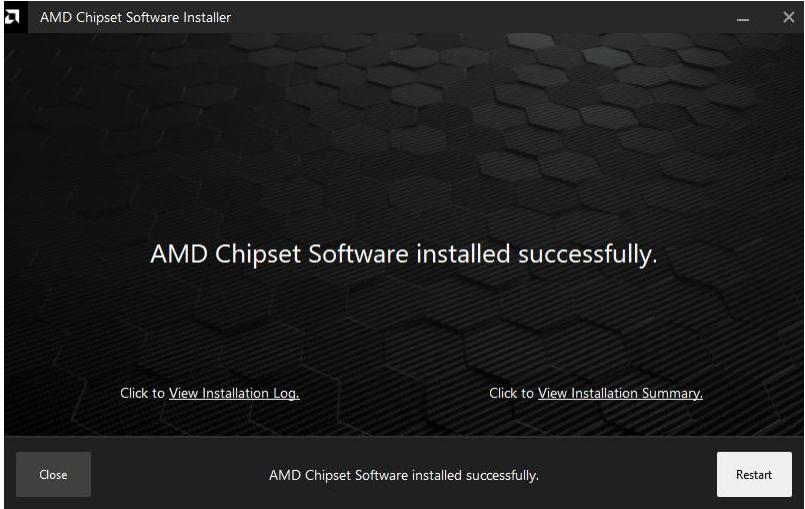 AMD Chipset Software Installer
AMD Chipset Software installed successfully.
Click to View Installation Log.
Click to View Installation Summary.
Close
AMD Chipset Software installed successfully.
Restart